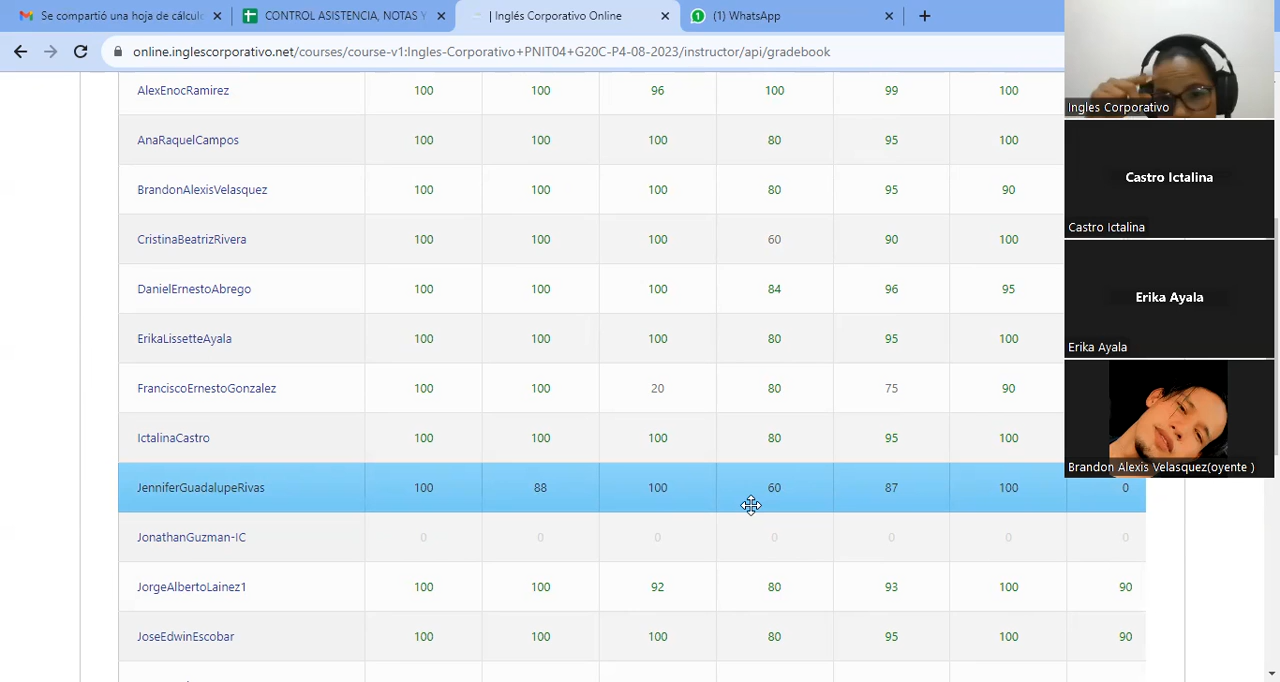 Se compartió una hoja de cálcul
CONTROL ASISTENCIA, NOTAS Y
| Inglés Corporativo Online
(1) WhatsApp
online.inglescorporativo.net/courses/course-v1:Ingles-Corporativo+PNIT04+G20C-P4-08-2023/instructor/api/gradebook
AlexEnocRamirez 100 100 96 100 99 100
AnaRaquelCampos 100 100 100 80 95 100
BrandonAlexisVelasquez 100 100 100 80 95 90
CristinaBeatrizRivera 100 100 100 60 90 100
DanielErnestoAbrego 100 100 100 84 96 95
ErikaLissetteAyala 100 100 100 80 95 100
FranciscoErnestoGonzalez 100 100 20 80 75 90
IctalinaCastro 100 100 100 80 95 100
JenniferGuadalupeRivas 100 88 100 60 87 100 0
JonathanGuzman-IC 0 0 0 0 0 0 0
JorgeAlbertoLainez1 100 100 92 80 93 100 90
JoseEdwinEscobar 100 100 100 80 95 100 90
Ingles Corporativo
Castro Ictalina
Castro Ictalina
Erika Ayala
Erika Ayala
Brandon Alexis Velasquez(oyente )